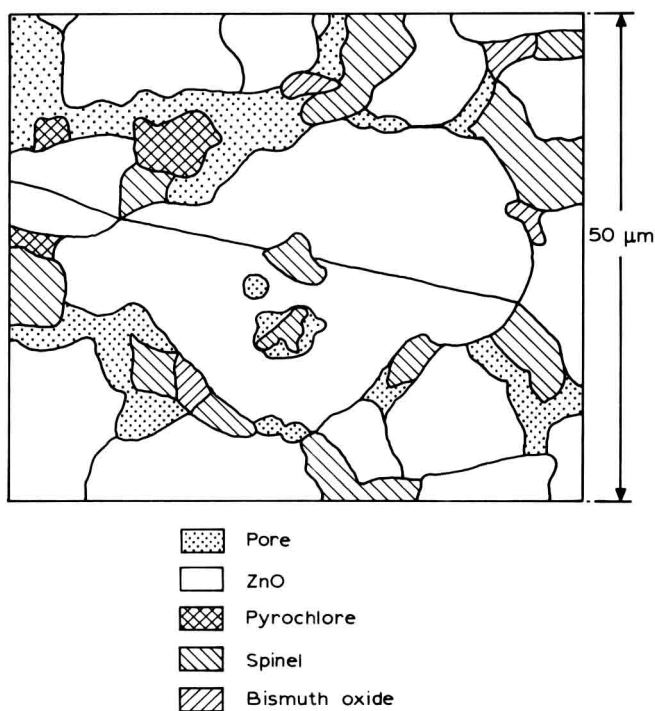 50 μm
Pore
ZnO
Pyrochlore
Spinel
Bismuth oxide